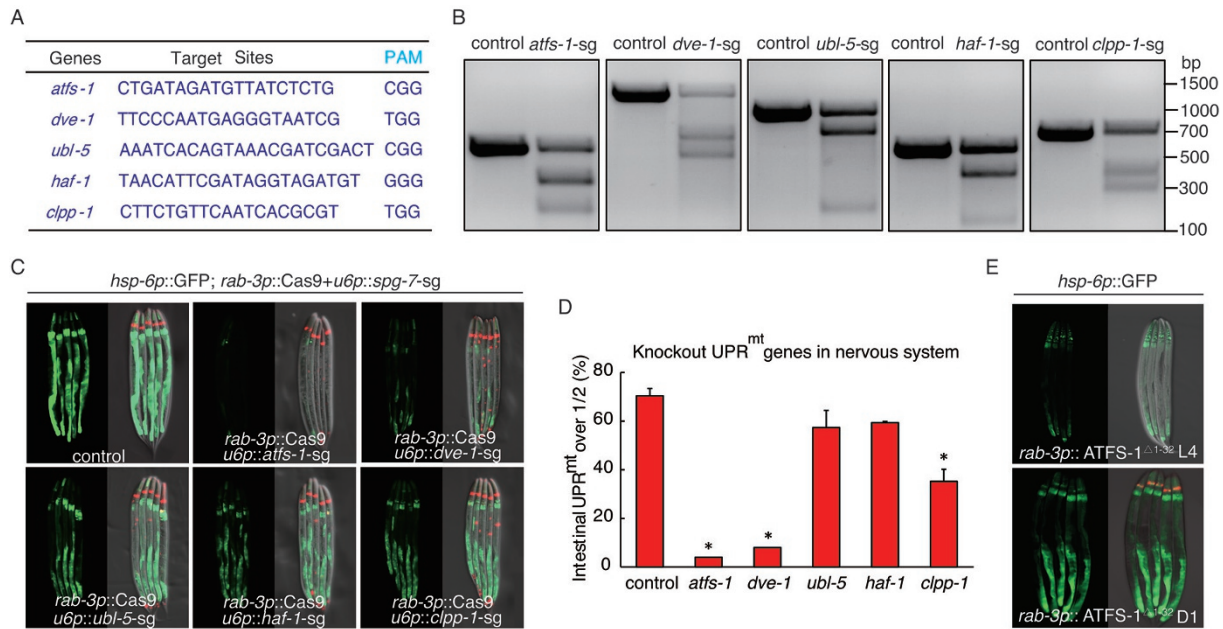 A
Genes Target Sites PAM
atfs-1 CTGATAGATGTTATCTCTG CGG
dve-1 TTCCCAATGAGGGTAATCG TGG
ubl-5 AAATCACAGTAAACGATCGACT CGG
haf-1 TAACATTCGATAGGTAGATGT GGG
clpp-1 CTTCTGTTCAATCACGCGT TGG
B
control atfs-1-sg control dve-1-sg control ubl-5-sg control haf-1-sg control clpp-1-sg
bp
1500
1000
700
500
300
100
C
hsp-6p::GFP; rab-3p::Cas9+u6p::spg-7-sg
control
rab-3p::Cas9
u6p::atfs-1-sg
rab-3p::Cas9
u6p::dve-1-sg
rab-3p::Cas9
u6p::ubl-5-sg
rab-3p::Cas9
u6p::haf-1-sg
rab-3p::Cas9
u6p::clpp-1-sg
D
Knockout UPRmt genes in nervous system
Intestinal UPRmt over 1/2 (%)
80
60
40
20
0
* * *
control atfs-1 dve-1 ubl-5 haf-1 clpp-1
E
hsp-6p::GFP
rab-3p:: ATFS-1△1-32 L4
rab-3p:: ATFS-1△1-32 D1